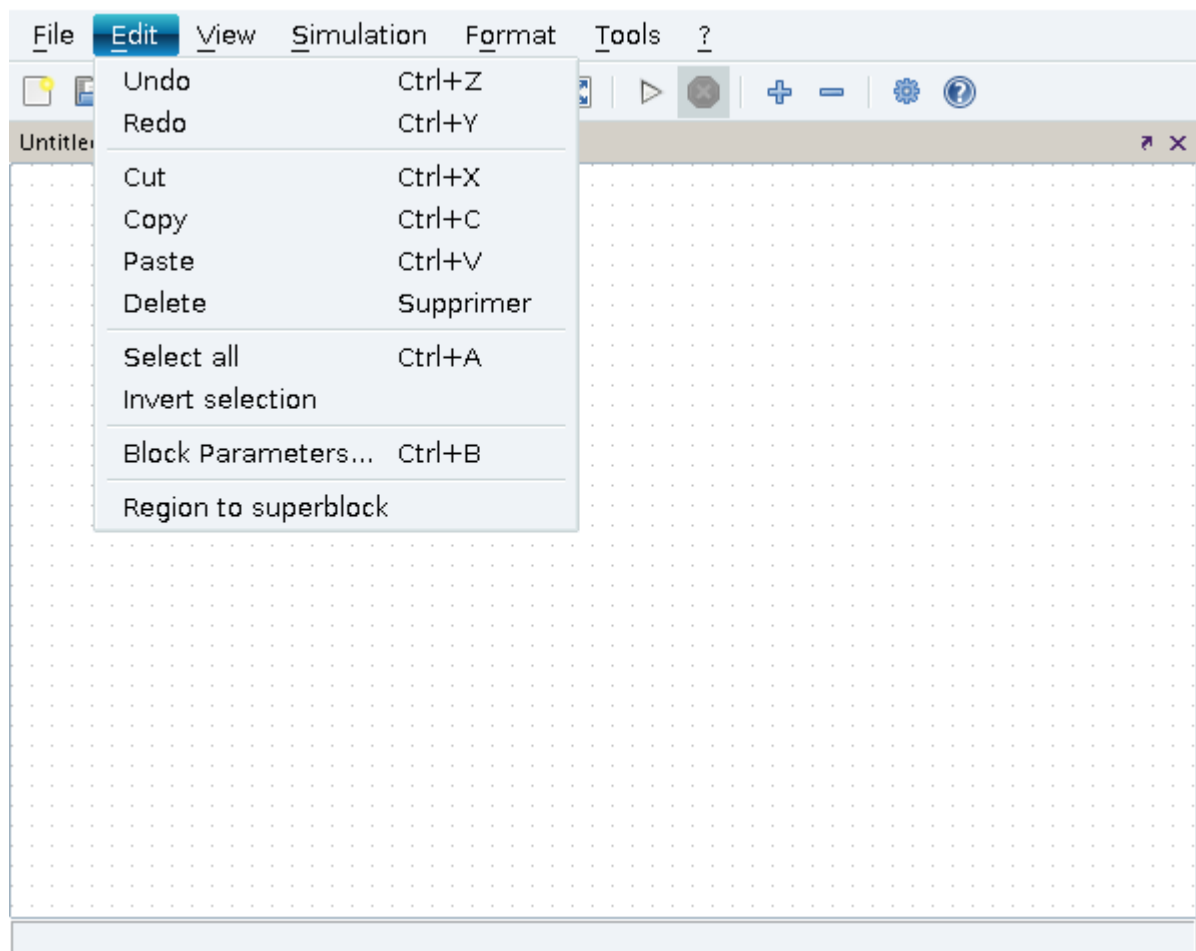 File Edit View Simulation Format Tools ?
Undo Ctrl+Z
Redo Ctrl+Y
Cut Ctrl+X
Copy Ctrl+C
Paste Ctrl+V
Delete Supprimer
Select all Ctrl+A
Invert selection
Block Parameters... Ctrl+B
Region to superblock